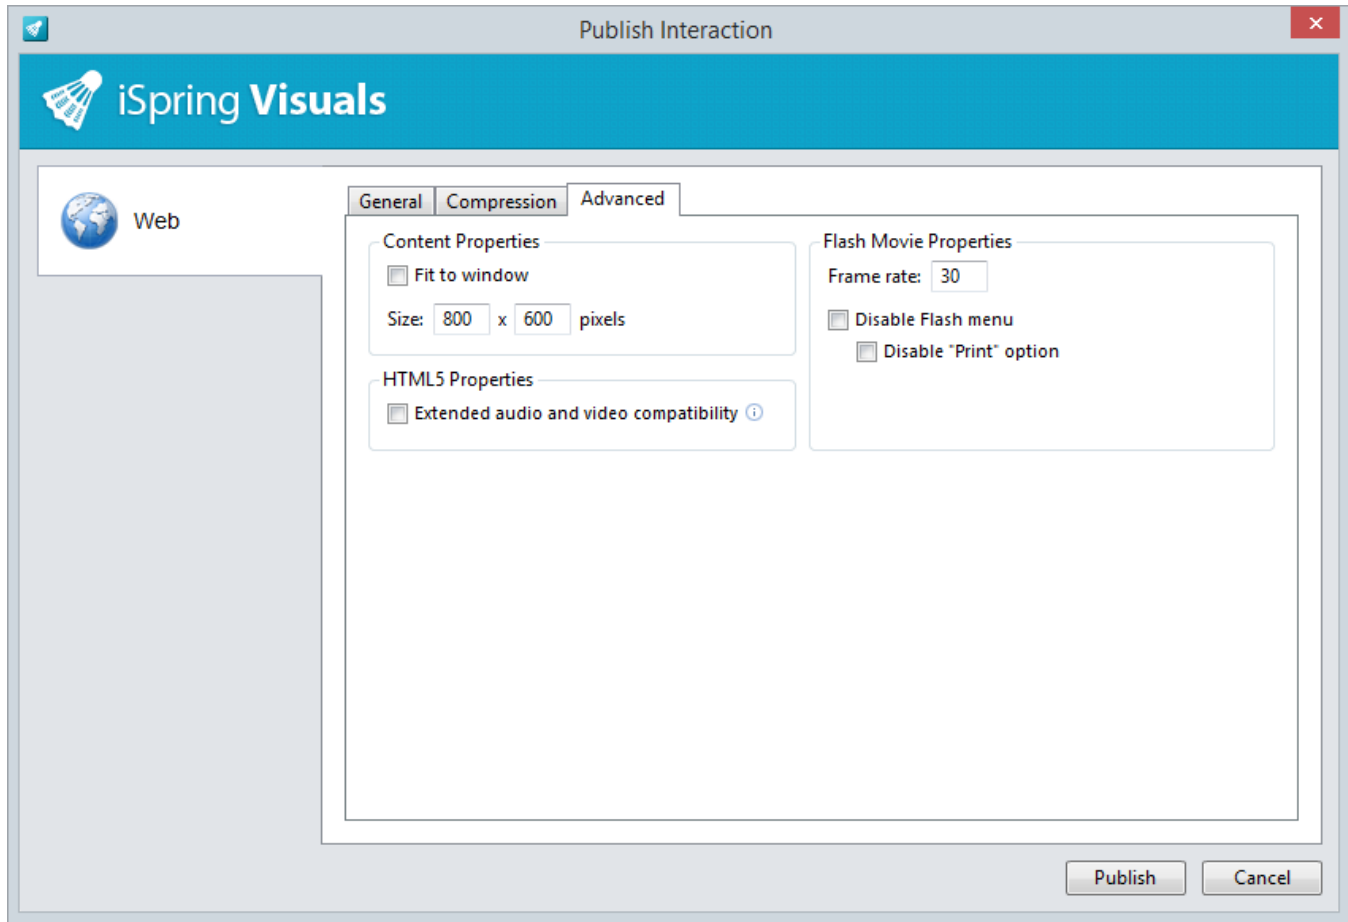 Publish Interaction
iSpring Visuals
Web
General Compression Advanced
Content Properties
Fit to window
Size: 800 x 600 pixels
HTML5 Properties
Extended audio and video compatibility
Flash Movie Properties
Frame rate: 30
Disable Flash menu
Disable "Print" option
Publish Cancel